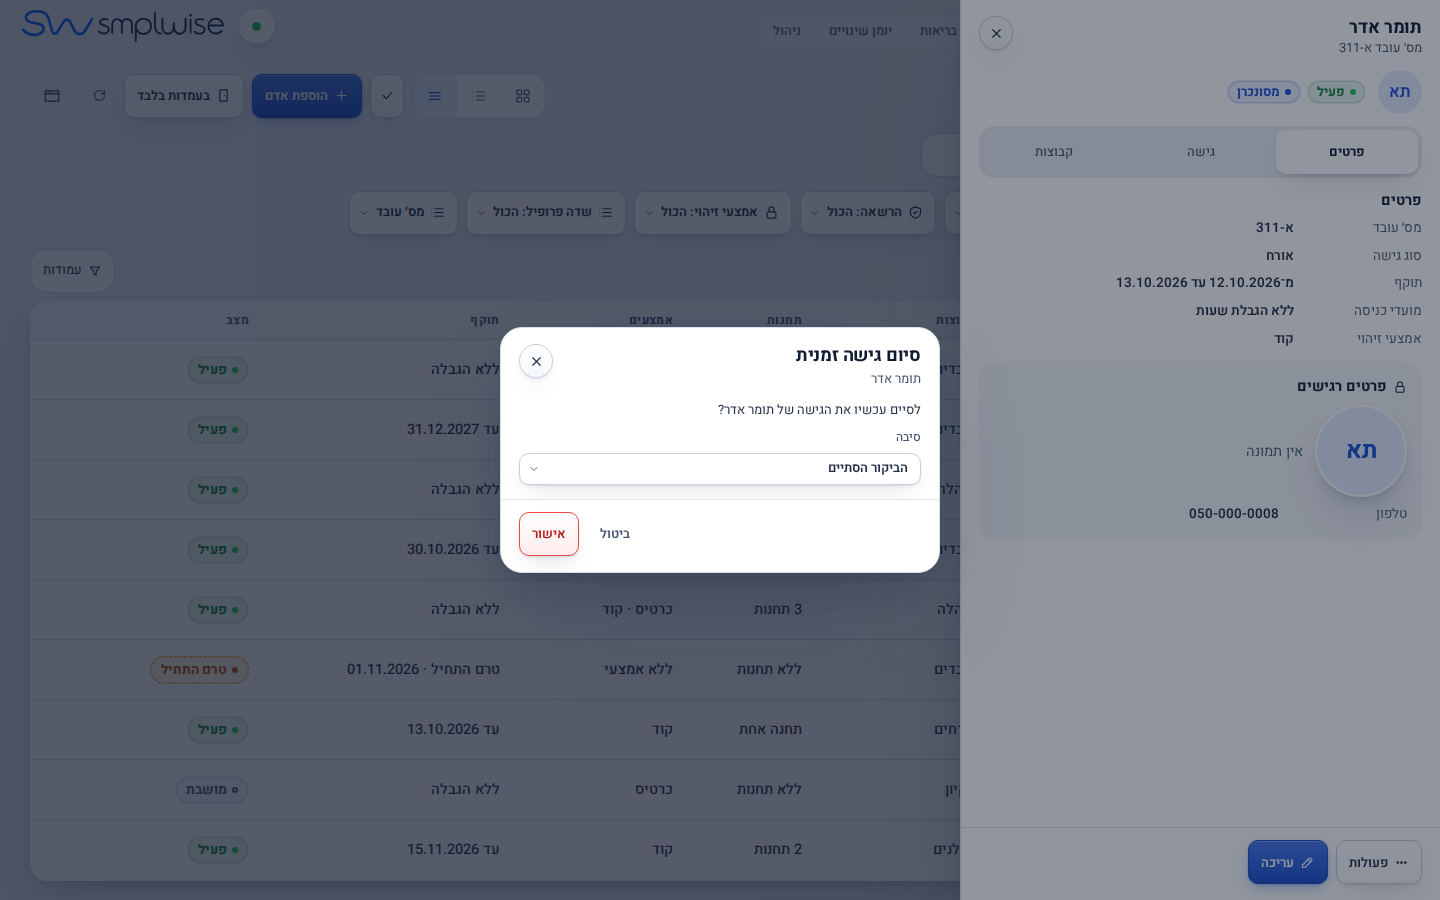 smplwise
בריאות
יומן שינויים
ניהול
תומר אדר
מס׳ עובד א-311
תא
פעיל
מסונכרן
פרטים
גישה
קבוצות
בעמדות בלבד
הוספת אדם
הרשאה: הכול
אמצעי זיהוי: הכול
שדה פרופיל: הכול
מס׳ עובד
עמודות
תחנות אמצעים תוקף מצב
ללא הגבלה פעיל
עד 31.12.2027 פעיל
ללא הגבלה פעיל
עד 30.10.2026 פעיל
3 תחנות כרטיס · קוד ללא הגבלה פעיל
ללא תחנות ללא אמצעי טרם התחיל · 01.11.2026 טרם התחיל
תחנה אחת קוד עד 13.10.2026 פעיל
ללא תחנות כרטיס ללא הגבלה מושבת
2 תחנות קוד עד 15.11.2026 פעיל
פרטים
מס׳ עובד א-311
סוג גישה אורח
תוקף מ־12.10.2026 עד 13.10.2026
מועדי כניסה ללא הגבלת שעות
אמצעי זיהוי קוד
פרטים רגישים
תא
אין תמונה
טלפון 050-000-0008
פעולות
עריכה
סיום גישה זמנית
תומר אדר
לסיים עכשיו את הגישה של תומר אדר?
סיבה
הביקור הסתיים
ביטול
אישור